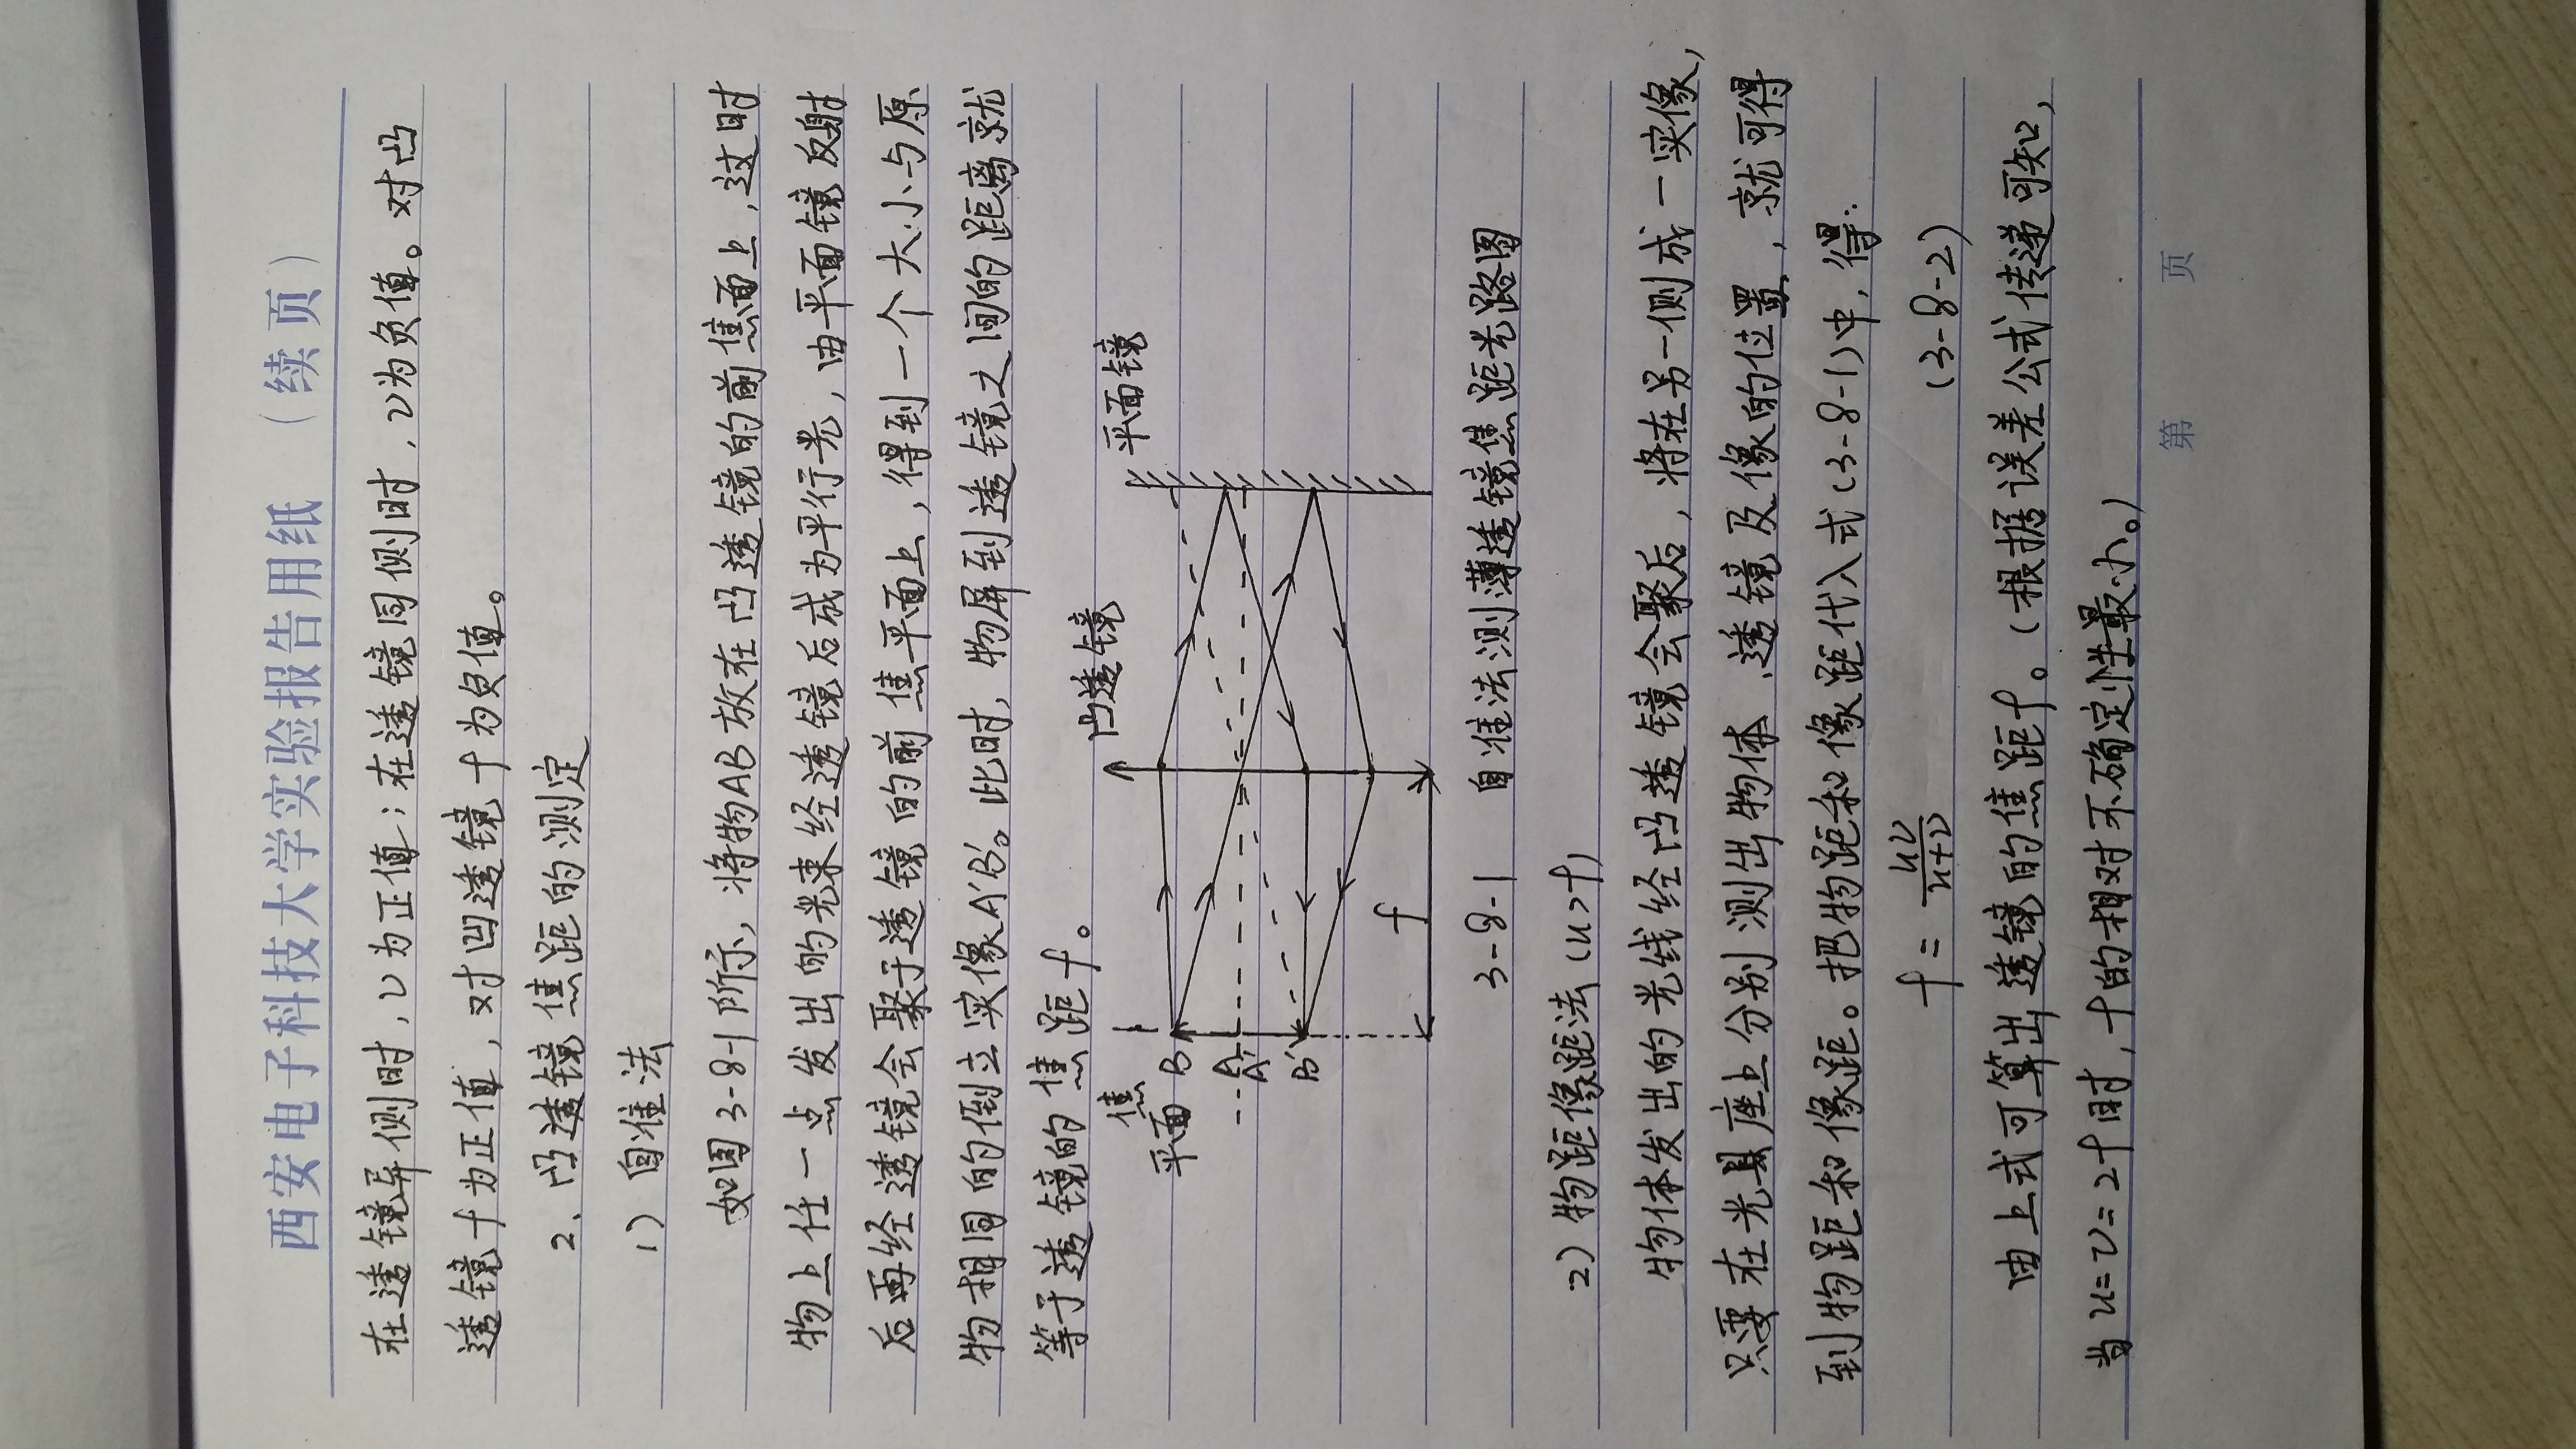 西安电子科技大学实验报告用纸 （续页）
在透镜异侧时，v为正值；在透镜同侧时，v为负值。对凸
透镜f为正值，对凹透镜f为负值。
2、凸透镜焦距的测定
1）自准法
如图3-8-1所示，将物AB放在凸透镜的前焦面上，这时
物上任一点发出的光束经透镜后成为平行光，由平面镜反射
后再经透镜会聚于透镜的前焦平面上，得到一个大小与原
物相同的倒立实像A'B'。此时，物屏到透镜之间的距离就
等于透镜的焦距f。
焦
平面
凸透镜
平面镜
B
A
A'
B'
f
3-8-1 自准法测薄透镜焦距光路图
2）物距像距法（u>f）
物体发出的光线经凸透镜会聚后，将在另一侧成一实像，
只要在光具座上分别测出物体、透镜及像的位置，就可得
到物距和像距。把物距和像距代入式（3-8-1）中，得：
f = uv/u+v （3-8-2）
由上式可算出透镜的焦距f。（根据误差公式传递可知，
当u=v=2f时，f的相对不确定性最小。）
第 页